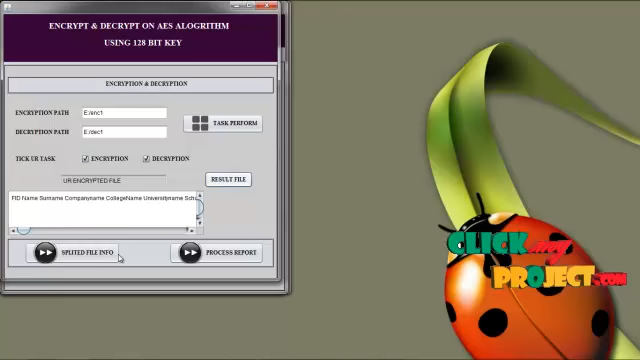 ENCRYPT & DECRYPT ON AES ALOGRITHM
USING 128 BIT KEY
ENCRYPTION & DECRYPTION
ENCRYPTION PATH E:/enc1
TASK PERFORM
DECRYPTION PATH E:/dec1
TICK UR TASK ENCRYPTION DECRYPTION
UR ENCRYPTED FILE
RESULT FILE
FID Name Surname Companyname CollegeName Universityname Sch
SPLITED FILE INFO PROCESS REPORT
CLICK my
PROJECT.COM